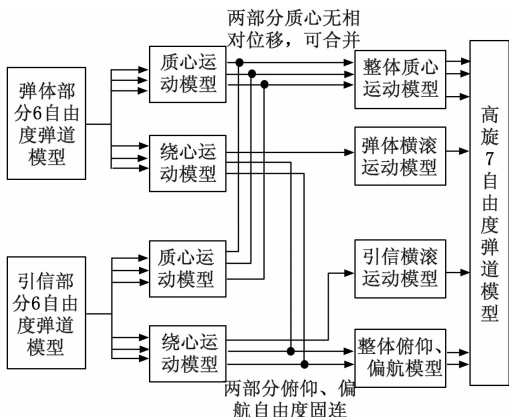 两部分质心无相
对位移，可合并
弹体部
分6自由
度弹道
模型
质心运
动模型
整体质心
运动模型
绕心运
动模型
弹体横滚
运动模型
引信部
分6自由
度弹道
模型
质心运
动模型
引信横滚
运动模型
绕心运
动模型
整体俯仰、
偏航模型
两部分俯仰、偏
航自由度固连
高
旋
7
自
由
度
弹
道
模
型